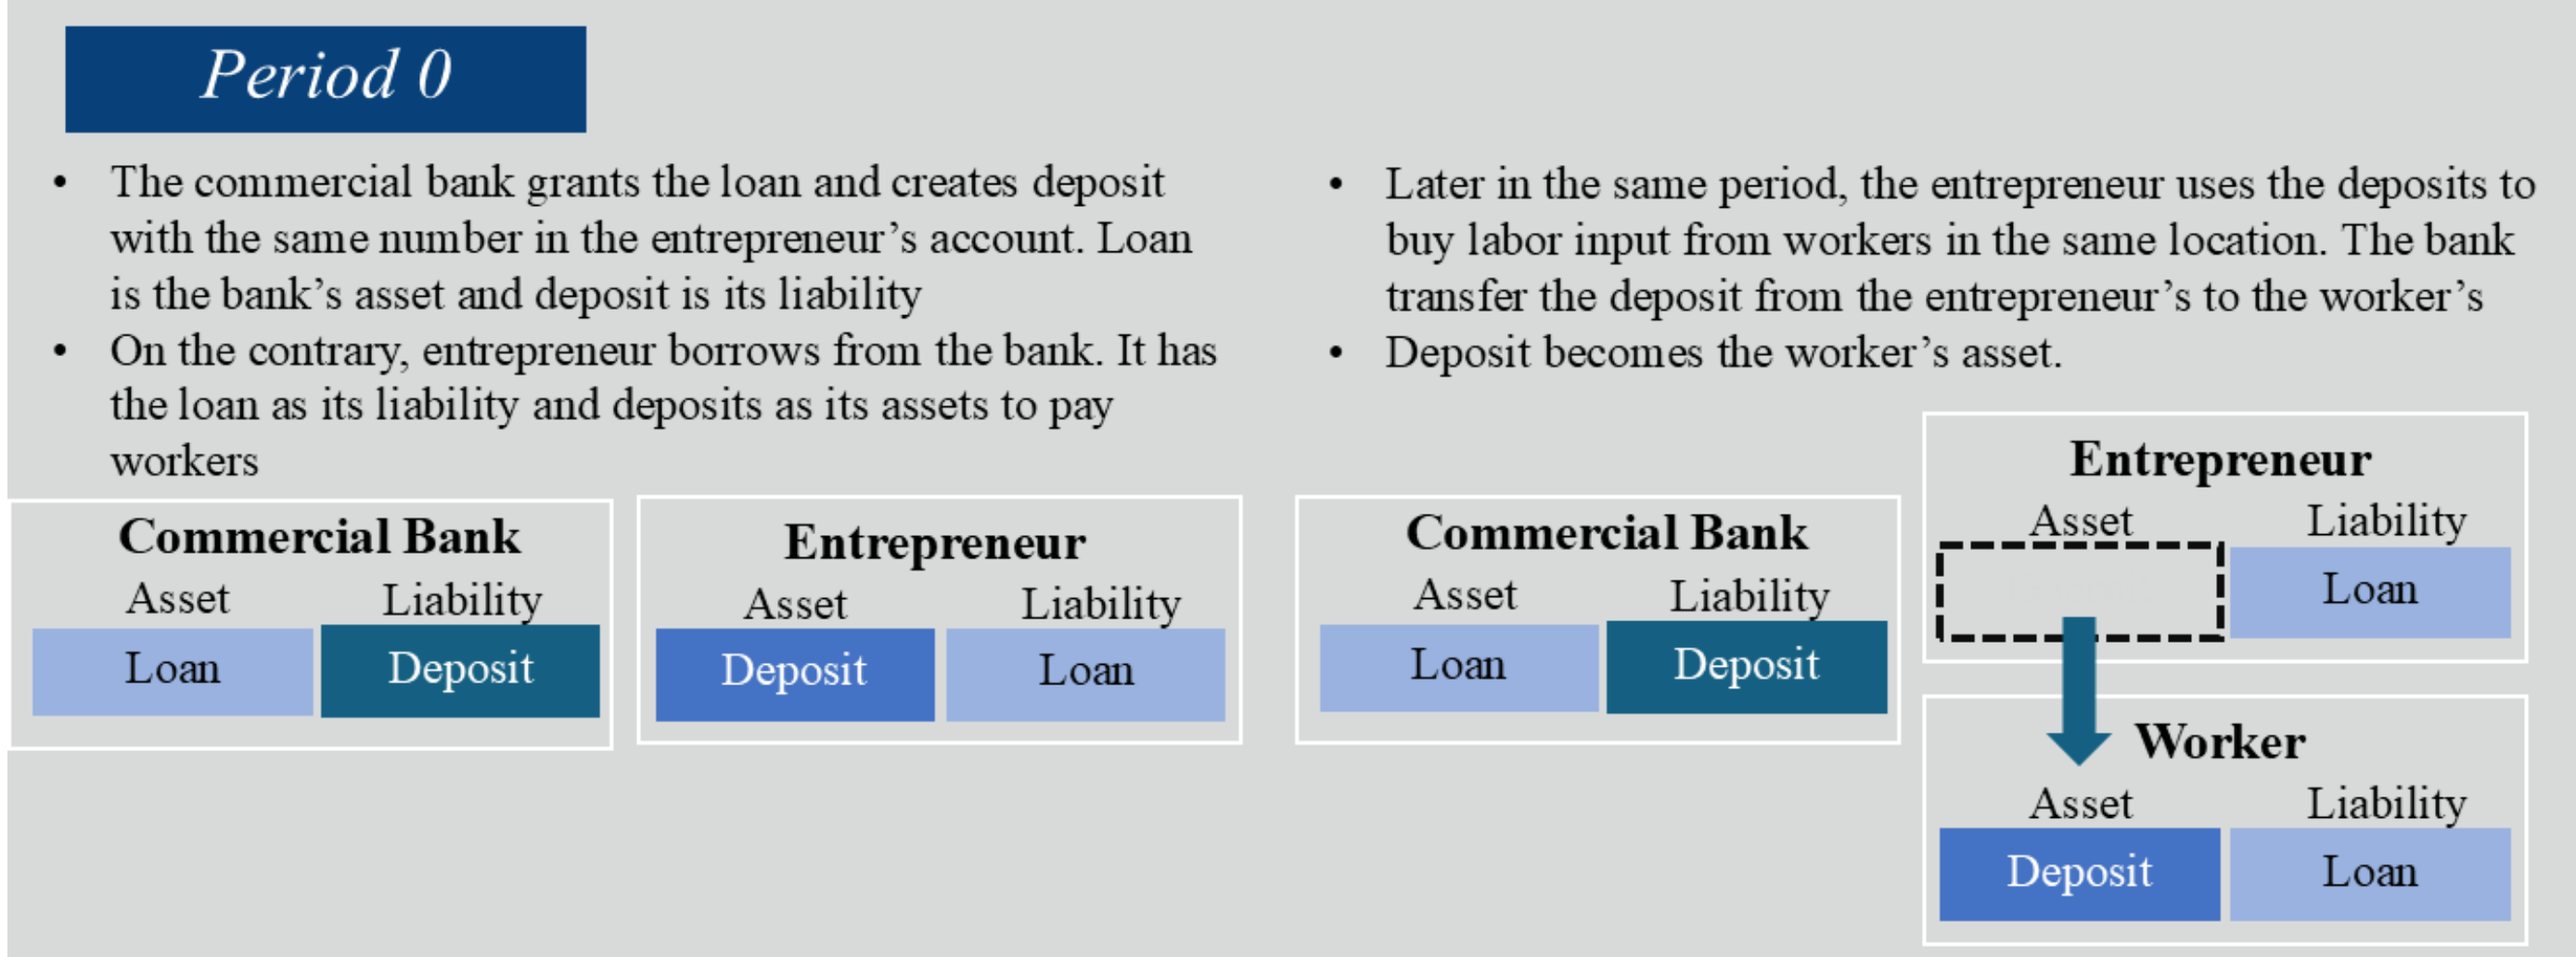 Period 0
• The commercial bank grants the loan and creates deposit
with the same number in the entrepreneur’s account. Loan
is the bank’s asset and deposit is its liability
• On the contrary, entrepreneur borrows from the bank. It has
the loan as its liability and deposits as its assets to pay
workers
• Later in the same period, the entrepreneur uses the deposits to
buy labor input from workers in the same location. The bank
transfer the deposit from the entrepreneur’s to the worker’s
• Deposit becomes the worker’s asset.
Commercial Bank
Asset Liability
Loan Deposit
Entrepreneur
Asset Liability
Deposit Loan
Commercial Bank
Asset Liability
Loan Deposit
Entrepreneur
Asset Liability
Loan
Worker
Asset Liability
Deposit Loan